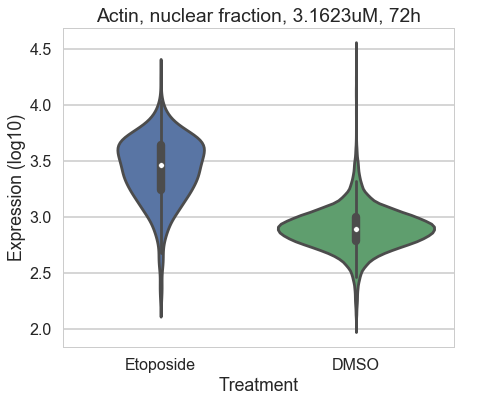 Actin, nuclear fraction, 3.1623uM, 72h
Expression (log10)
4.5
4.0
3.5
3.0
2.5
2.0
Etoposide DMSO
Treatment